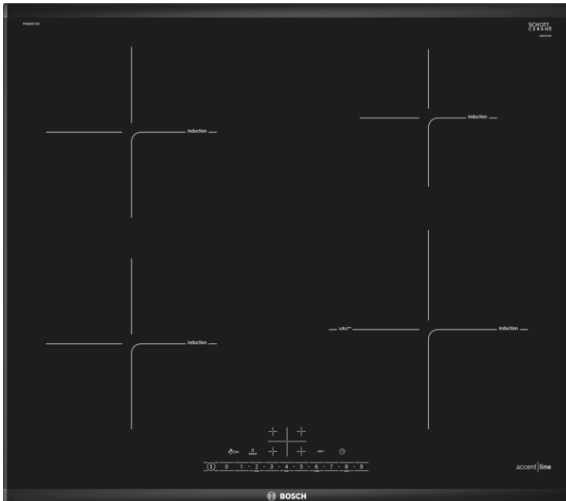 SCHOTT
CERAN®
induction
induction
induction
induction
boost
0 1 · 2 · 3 · 4 · 5 · 6 · 7 · 8 · 9
accent|line
BOSCH